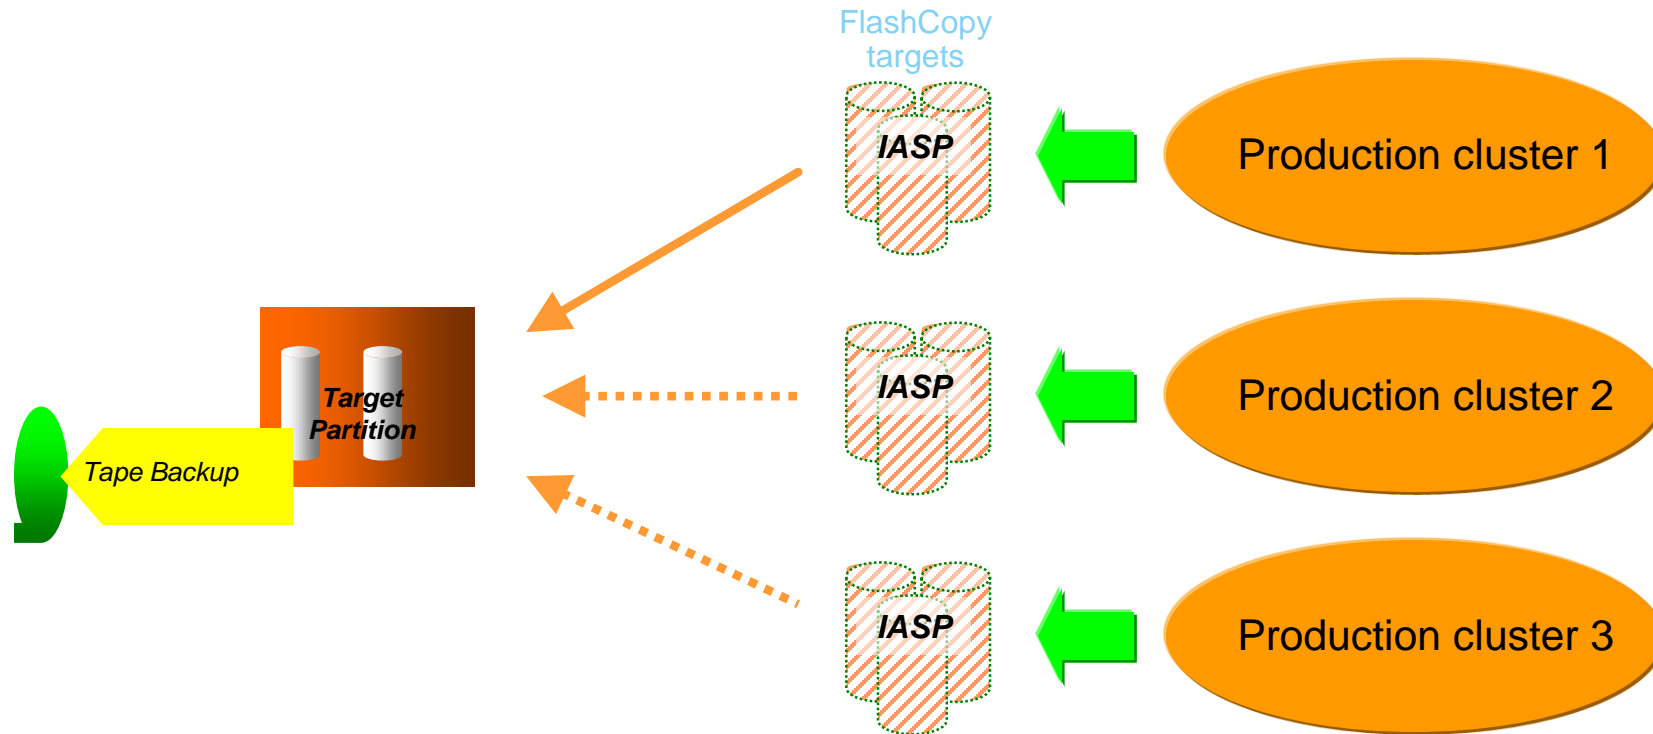 FlashCopy
targets
IASP
Production cluster 1
IASP
Production cluster 2
Target
Partition
Tape Backup
IASP
Production cluster 3